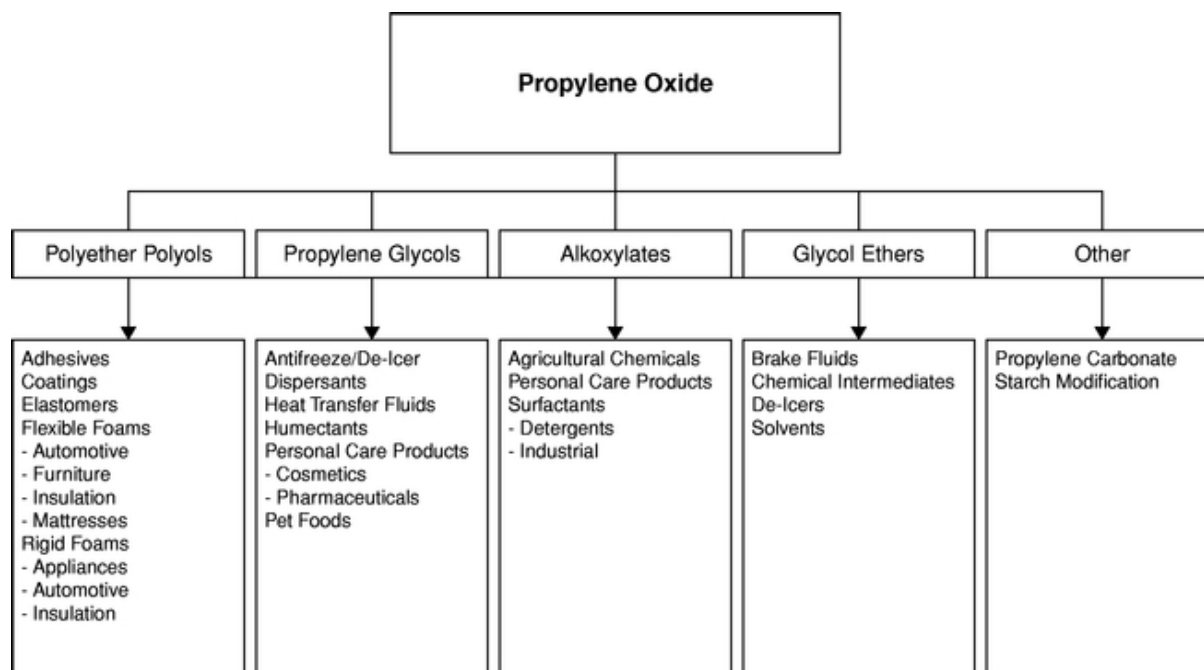 Propylene Oxide
Polyether Polyols
Propylene Glycols
Alkoxylates
Glycol Ethers
Other
Adhesives
Coatings
Elastomers
Flexible Foams
- Automotive
- Furniture
- Insulation
- Mattresses
Rigid Foams
- Appliances
- Automotive
- Insulation
Antifreeze/De-Icer
Dispersants
Heat Transfer Fluids
Humectants
Personal Care Products
- Cosmetics
- Pharmaceuticals
Pet Foods
Agricultural Chemicals
Personal Care Products
Surfactants
- Detergents
- Industrial
Brake Fluids
Chemical Intermediates
De-Icers
Solvents
Propylene Carbonate
Starch Modification